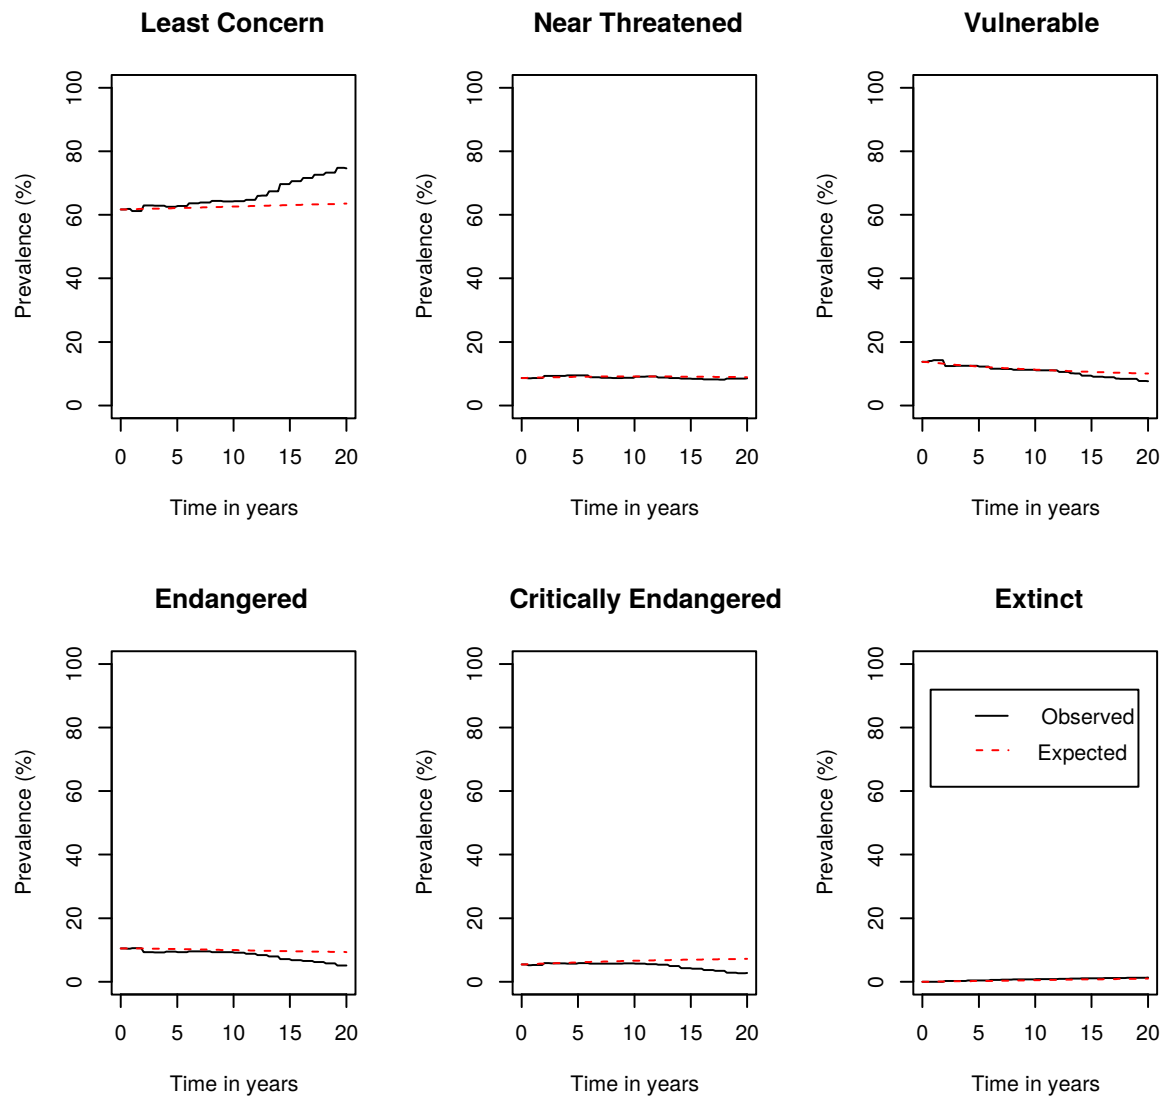 Least Concern
Near Threatened
Vulnerable
Prevalence (%)
0 20 40 60 80 100
0 5 10 15 20
Time in years
Prevalence (%)
0 20 40 60 80 100
0 5 10 15 20
Time in years
Prevalence (%)
0 20 40 60 80 100
0 5 10 15 20
Time in years
Endangered
Critically Endangered
Extinct
Prevalence (%)
0 20 40 60 80 100
0 5 10 15 20
Time in years
Prevalence (%)
0 20 40 60 80 100
0 5 10 15 20
Time in years
Prevalence (%)
0 20 40 60 80 100
Observed
Expected
0 5 10 15 20
Time in years